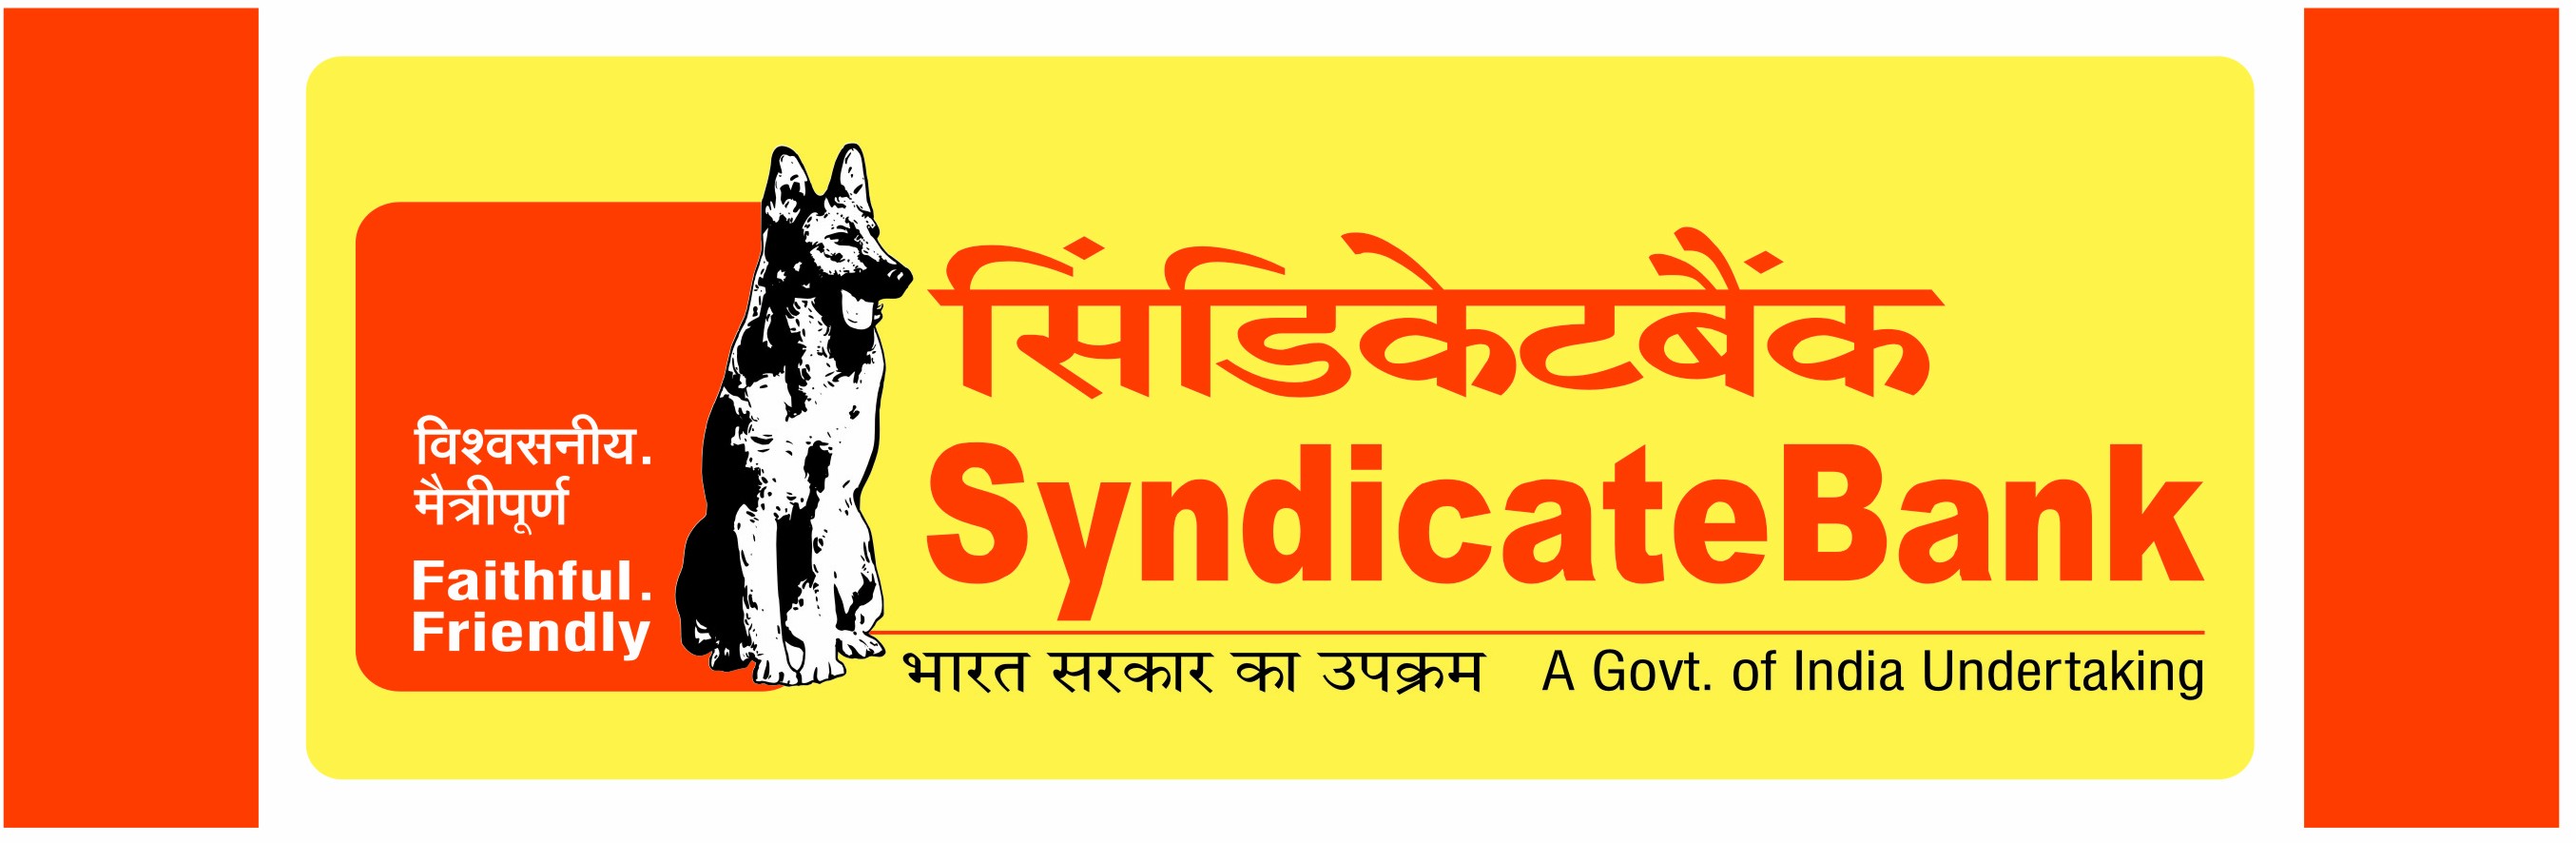 विश्वसनीय.
मैत्रीपूर्ण
Faithful.
Friendly
सिंडिकेटबैंक
SyndicateBank
भारत सरकार का उपक्रम A Govt. of India Undertaking